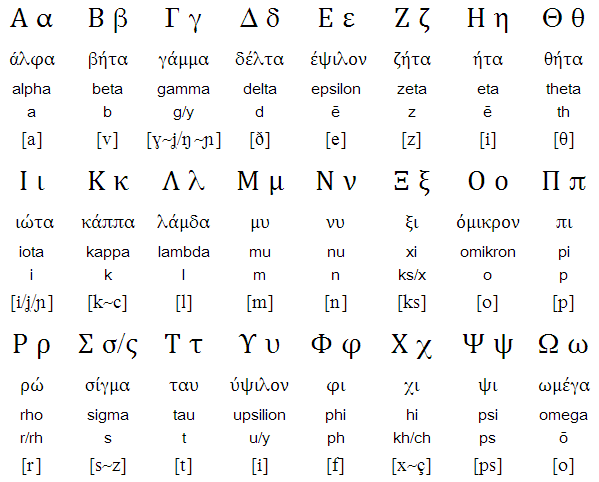 Α α Β β Γ γ Δ δ Ε ε Ζ ζ Η η Θ θ
άλφα βήτα γάμμα δέλτα έψιλον ζήτα ήτα θήτα
alpha beta gamma delta epsilon zeta eta theta
a b g/y d ē z ē th
[a] [v] [ɣ~ʝ/ŋ~ɲ] [ð] [e] [z] [i] [θ]
Ι ι Κ κ Λ λ Μ μ Ν ν Ξ ξ Ο ο Π π
ιώτα κάππα λάμδα μυ νυ ξι όμικρον πι
iota kappa lambda mu nu xi omikron pi
i k l m n ks/x o p
[i/ʝ/ɲ] [k~c] [l] [m] [n] [ks] [o] [p]
Ρ ρ Σ σ/ς Τ τ Υ υ Φ φ Χ χ Ψ ψ Ω ω
ρώ σίγμα ταυ ύψιλον φι χι ψι ωμέγα
rho sigma tau upsilion phi hi psi omega
r/rh s t u/y ph kh/ch ps ō
[r] [s~z] [t] [i] [f] [x~ç] [ps] [o]